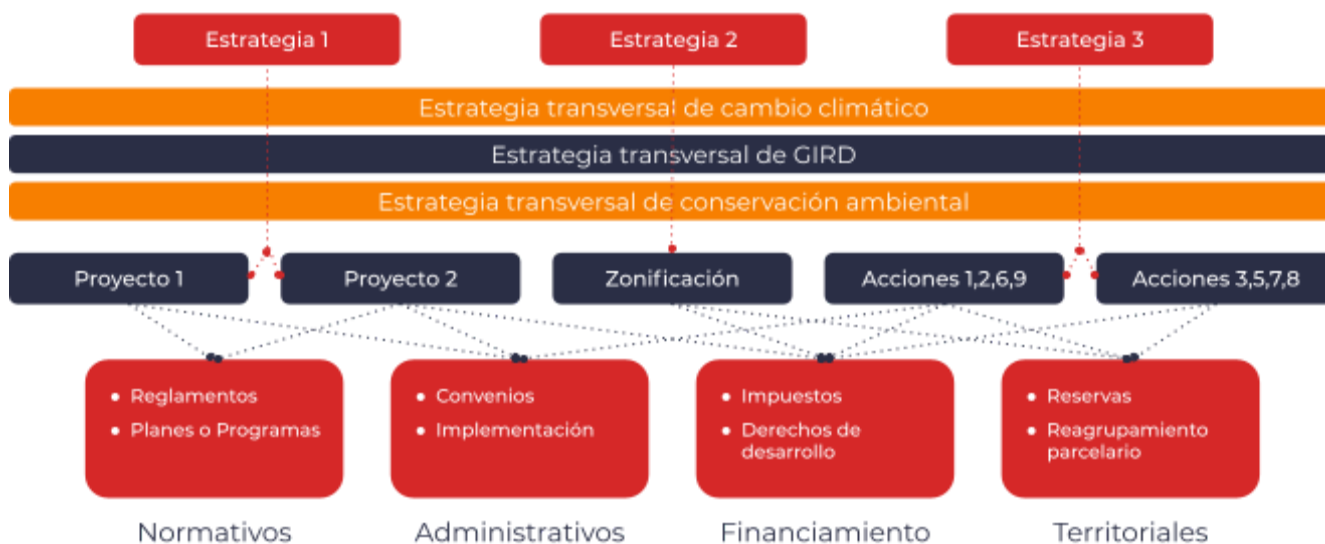 Estrategia 1
Estrategia 2
Estrategia 3
Estrategia transversal de cambio climático
Estrategia transversal de GIRD
Estrategia transversal de conservación ambiental
Proyecto 1
Proyecto 2
Zonificación
Acciones 1,2,6,9
Acciones 3,5,7,8
• Reglamentos
• Planes o Programas
• Convenios
• Implementación
• Impuestos
• Derechos de
desarrollo
• Reservas
• Reagrupamiento
parcelario
Normativos
Administrativos
Financiamiento
Territoriales